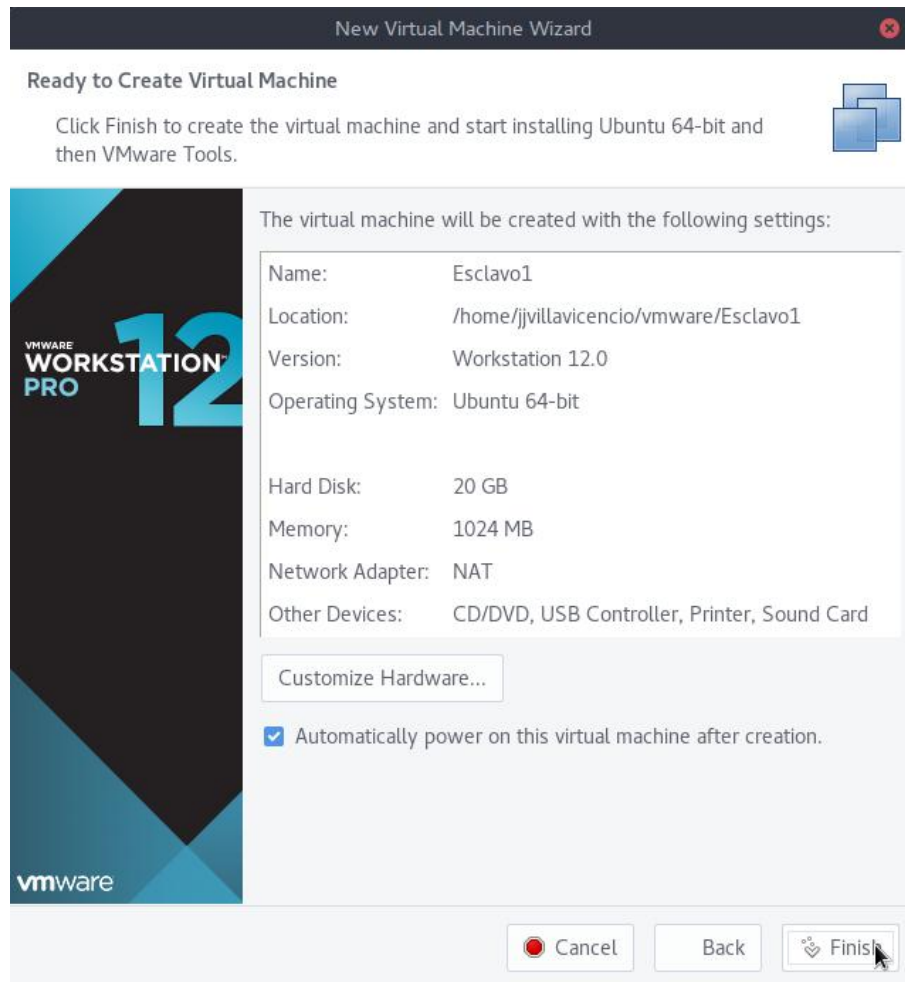 New Virtual Machine Wizard
Ready to Create Virtual Machine
Click Finish to create the virtual machine and start installing Ubuntu 64-bit and
then VMware Tools.
The virtual machine will be created with the following settings:
Name: Esclavo1
Location: /home/jjvillavicencio/vmware/Esclavo1
Version: Workstation 12.0
Operating System: Ubuntu 64-bit
Hard Disk: 20 GB
Memory: 1024 MB
Network Adapter: NAT
Other Devices: CD/DVD, USB Controller, Printer, Sound Card
VMWARE
WORKSTATION™
PRO
12
Customize Hardware...
Automatically power on this virtual machine after creation.
vmware
Cancel Back Finish